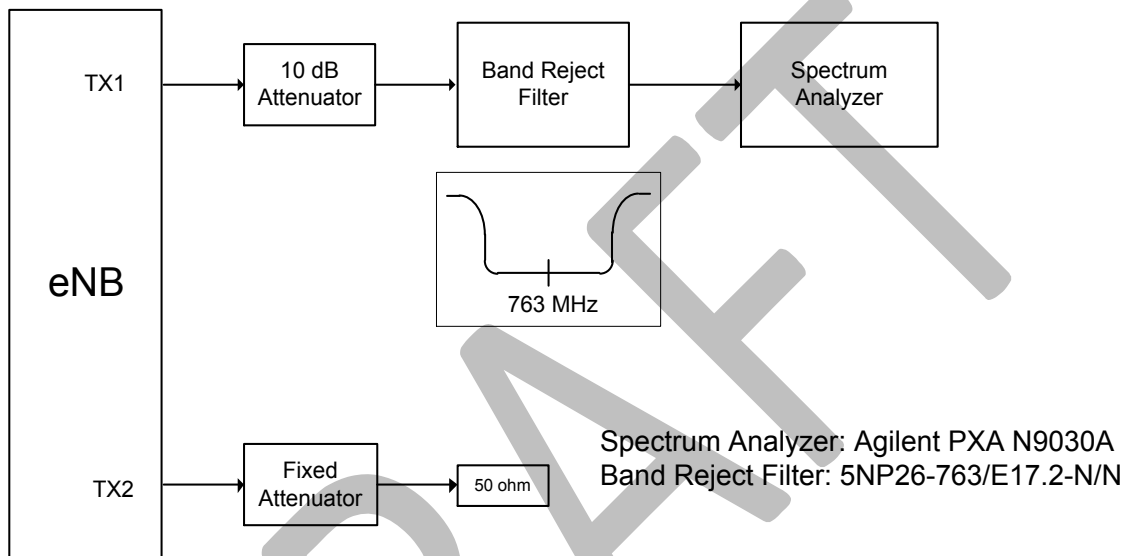 TX1
10 dB
Attenuator
Band Reject
Filter
Spectrum
Analyzer
763 MHz
eNB
TX2
Fixed
Attenuator
50 ohm
Spectrum Analyzer: Agilent PXA N9030A
Band Reject Filter: 5NP26-763/E17.2-N/N
DRAFT